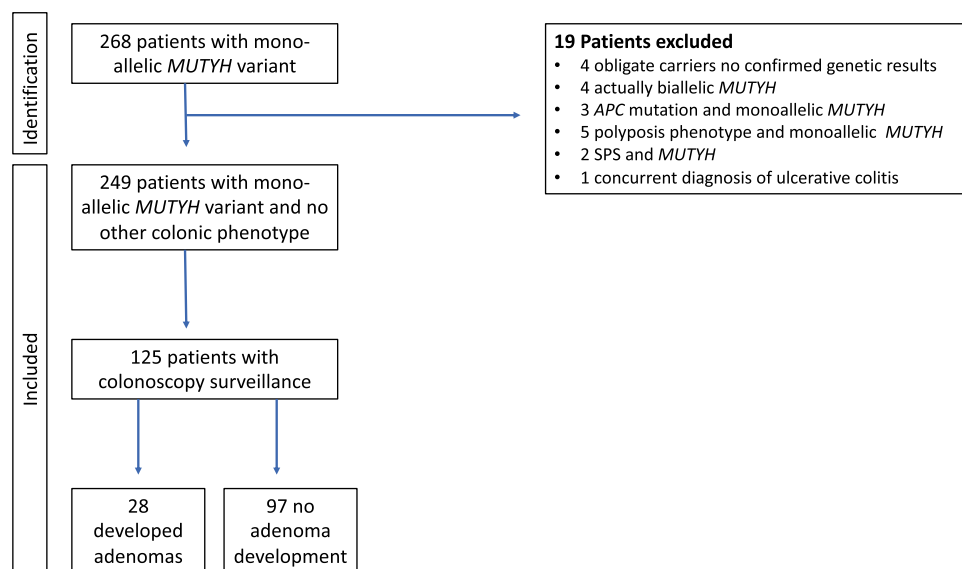 Identification
268 patients with mono-
allelic MUTYH variant
19 Patients excluded
• 4 obligate carriers no confirmed genetic results
• 4 actually biallelic MUTYH
• 3 APC mutation and monoallelic MUTYH
• 5 polyposis phenotype and monoallelic MUTYH
• 2 SPS and MUTYH
• 1 concurrent diagnosis of ulcerative colitis
Included
249 patients with mono-
allelic MUTYH variant and no
other colonic phenotype
125 patients with
colonoscopy surveillance
28
developed
adenomas
97 no
adenoma
development